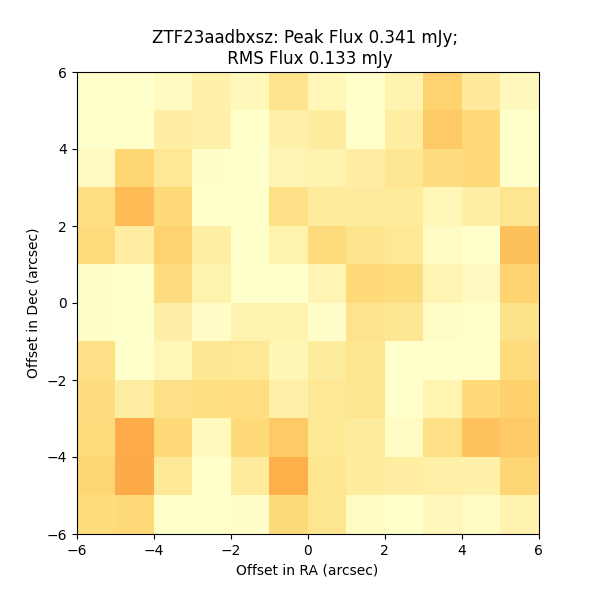 ZTF23aadbxsz: Peak Flux 0.341 mJy;
RMS Flux 0.133 mJy
6
4
2
0
−2
−4
−6
Offset in Dec (arcsec)
−6 −4 −2 0 2 4 6
Offset in RA (arcsec)